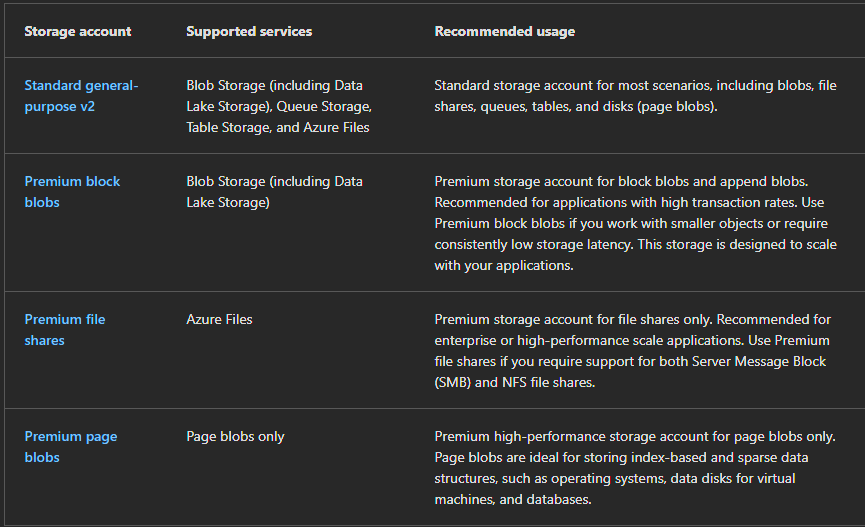 Storage account
Supported services
Recommended usage
Standard general-
purpose v2
Blob Storage (including Data
Lake Storage), Queue Storage,
Table Storage, and Azure Files
Standard storage account for most scenarios, including blobs, file
shares, queues, tables, and disks (page blobs).
Premium block
blobs
Blob Storage (including Data
Lake Storage)
Premium storage account for block blobs and append blobs.
Recommended for applications with high transaction rates. Use
Premium block blobs if you work with smaller objects or require
consistently low storage latency. This storage is designed to scale
with your applications.
Premium file
shares
Azure Files
Premium storage account for file shares only. Recommended for
enterprise or high-performance scale applications. Use Premium
file shares if you require support for both Server Message Block
(SMB) and NFS file shares.
Premium page
blobs
Page blobs only
Premium high-performance storage account for page blobs only.
Page blobs are ideal for storing index-based and sparse data
structures, such as operating systems, data disks for virtual
machines, and databases.